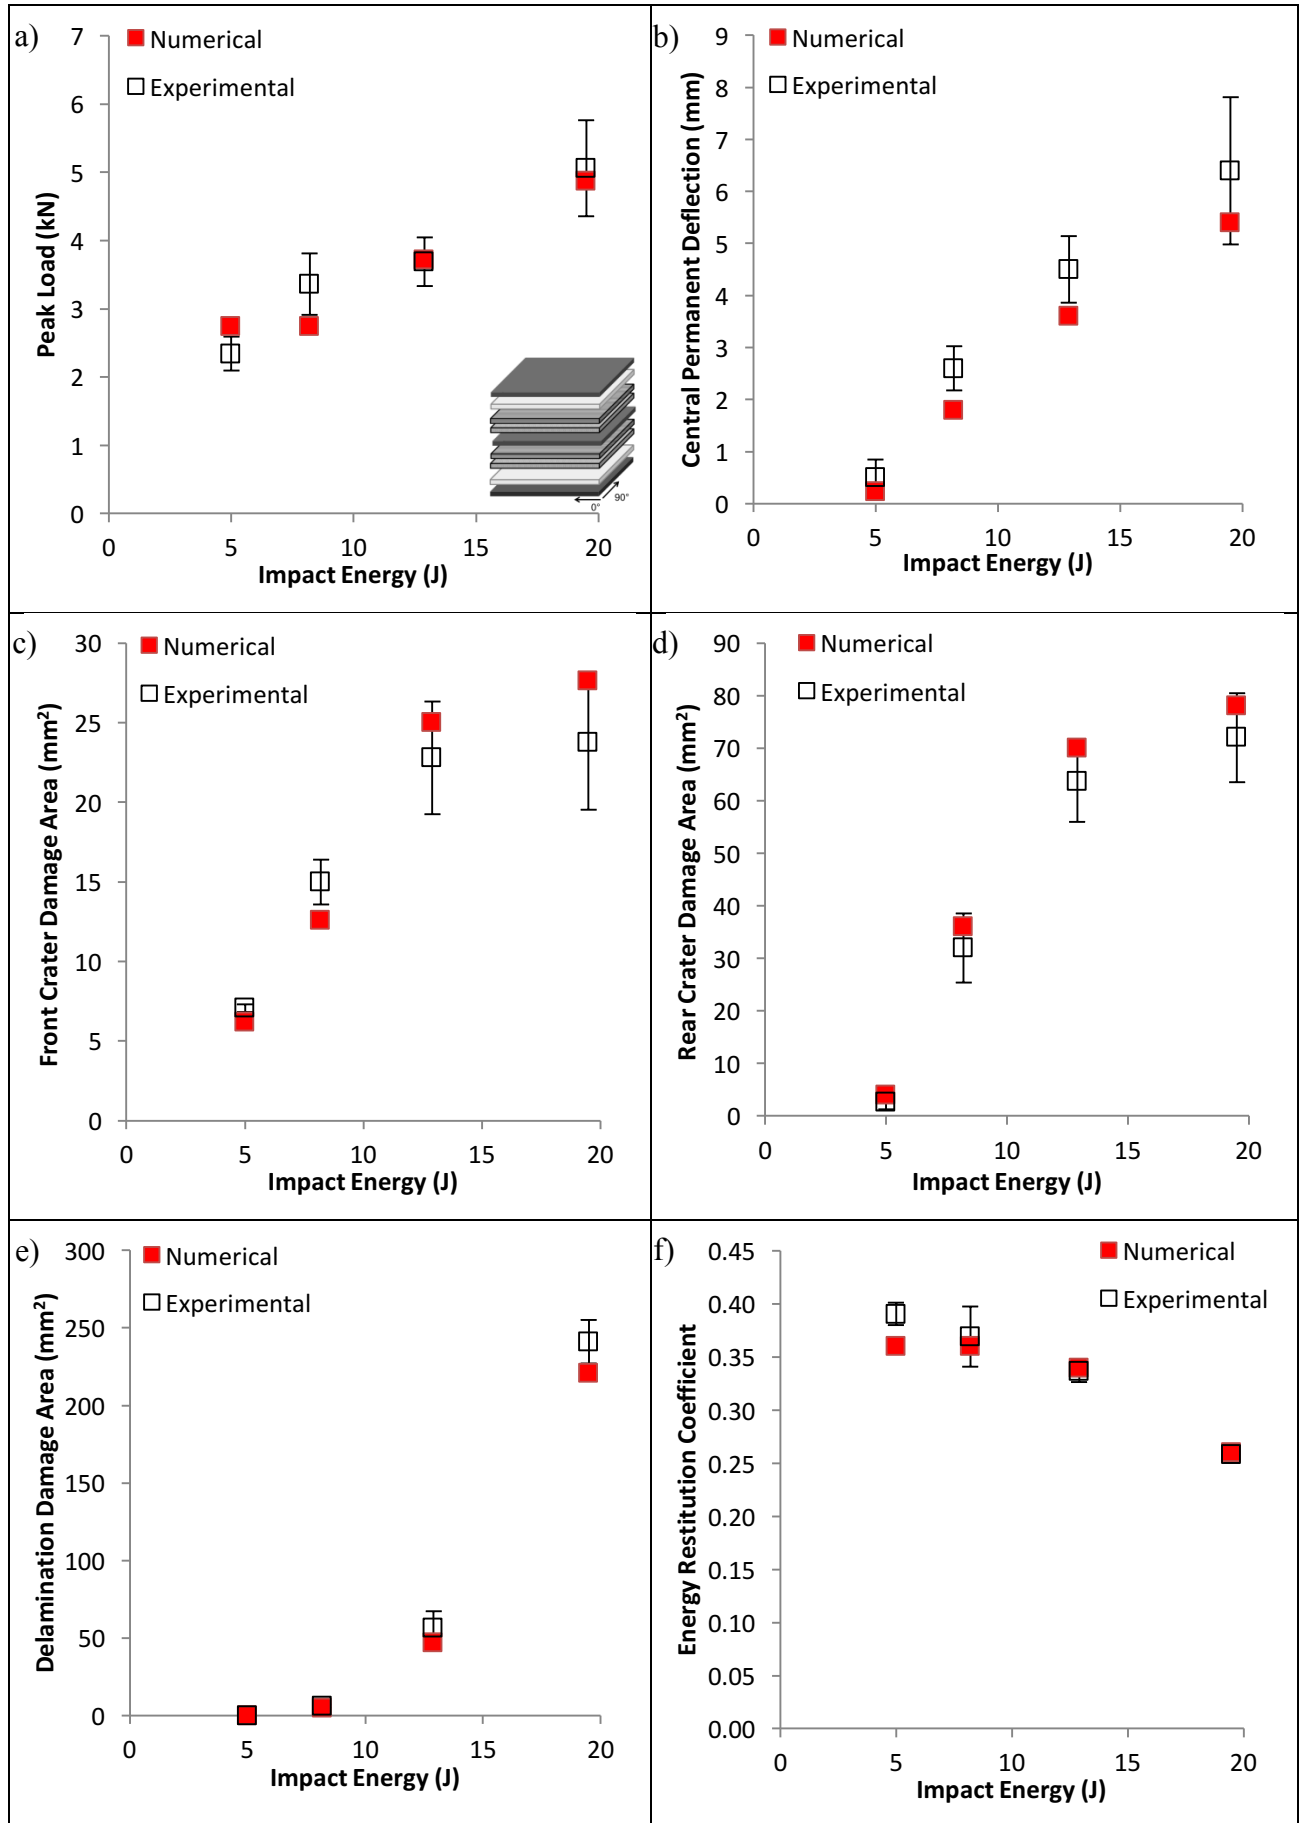 a)
Numerical
Experimental
7
6
5
4
3
2
1
0
Peak Load (kN)
0°
90°
0 5 10 15 20
Impact Energy (J)
b)
Numerical
Experimental
9
8
7
6
5
4
3
2
1
0
Central Permanent Deflection (mm)
0 5 10 15 20
Impact Energy (J)
c)
Numerical
Experimental
30
25
20
15
10
5
0
Front Crater Damage Area (mm²)
0 5 10 15 20
Impact Energy (J)
d)
Numerical
Experimental
90
80
70
60
50
40
30
20
10
0
Rear Crater Damage Area (mm²)
0 5 10 15 20
Impact Energy (J)
e)
Numerical
Experimental
300
250
200
150
100
50
0
Delamination Damage Area (mm²)
0 5 10 15 20
Impact Energy (J)
f)
Numerical
Experimental
0.45
0.40
0.35
0.30
0.25
0.20
0.15
0.10
0.05
0.00
Energy Restitution Coefficient
0 5 10 15 20
Impact Energy (J)